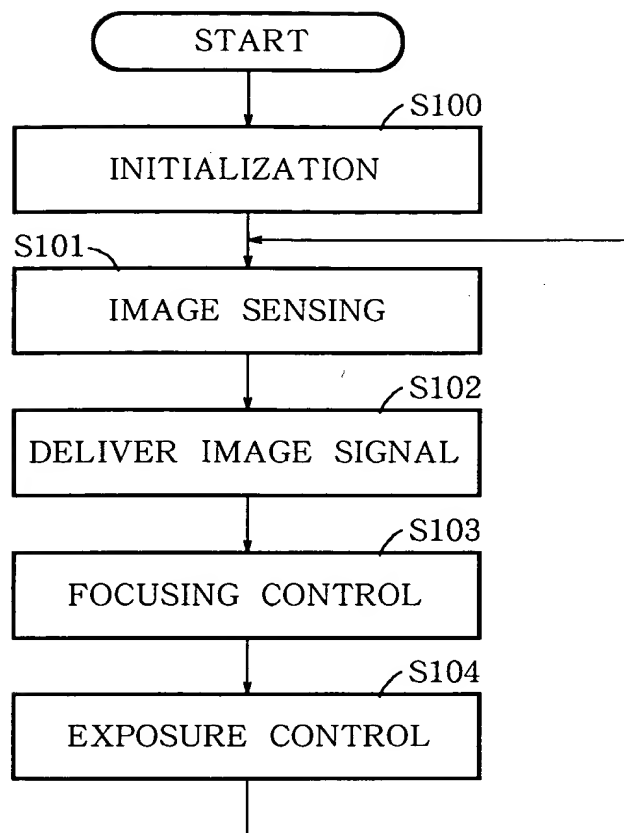 START
S100
INITIALIZATION
S101
IMAGE SENSING
S102
DELIVER IMAGE SIGNAL
S103
FOCUSING CONTROL
S104
EXPOSURE CONTROL